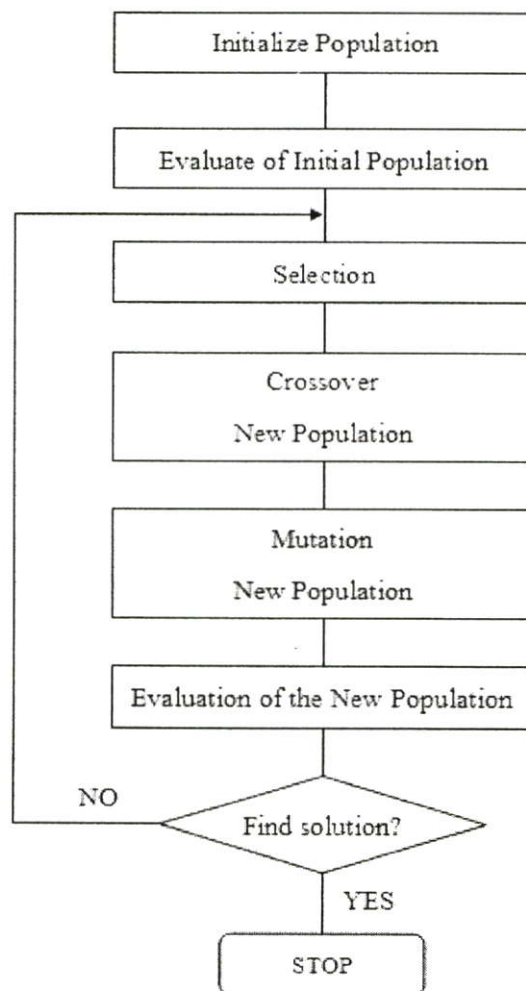 Initialize Population
Evaluate of Initial Population
Selection
Crossover
New Population
Mutation
New Population
Evaluation of the New Population
NO
Find solution?
YES
STOP